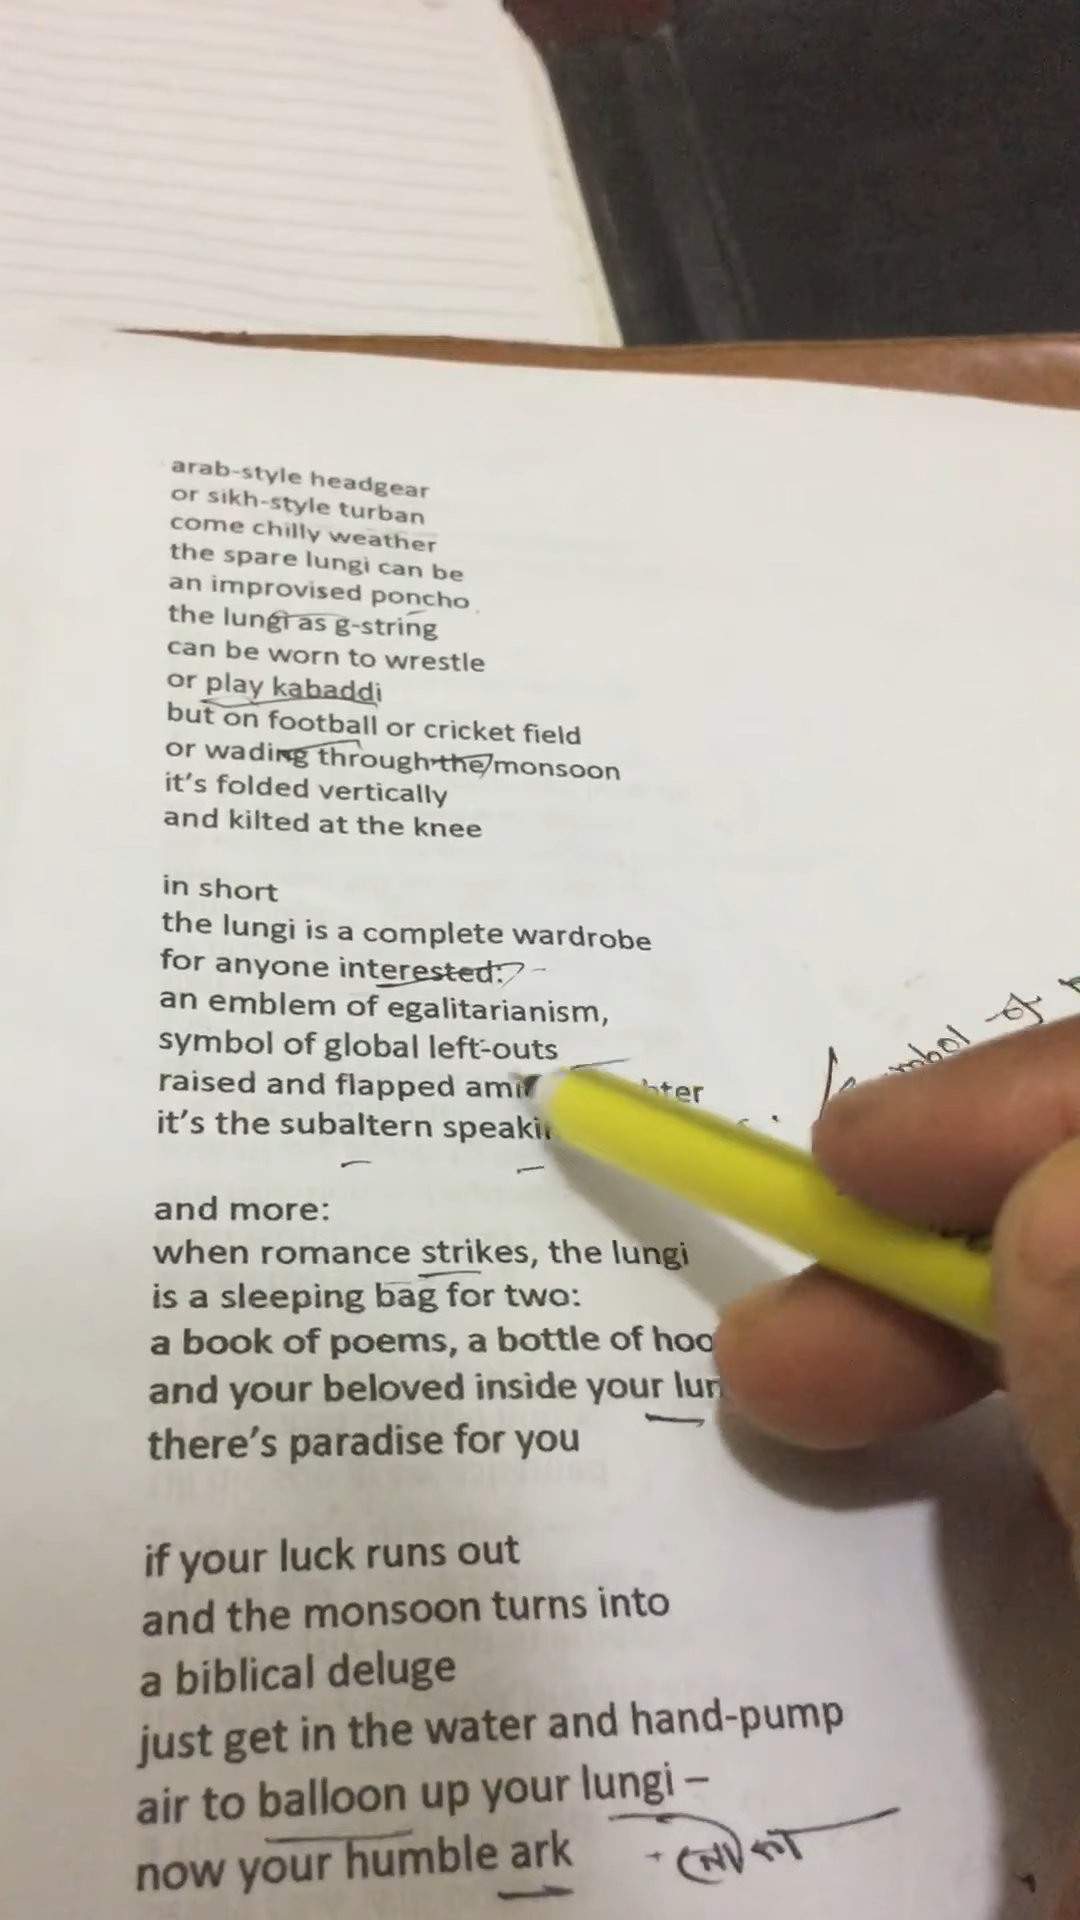 arab-style headgear
or sikh-style turban
come chilly weather
the spare lungi can be
an improvised poncho
the lungi as g-string
can be worn to wrestle
or play kabaddi
but on football or cricket field
or wading through the monsoon
it's folded vertically
and kilted at the knee
in short
the lungi is a complete wardrobe
for anyone interested:
an emblem of egalitarianism,
symbol of global left-outs
raised and flapped
it's the subaltern
symbol of
and more:
when romance strikes, the lungi
is a sleeping bag for two:
a book of poems, a bottle of
and your beloved inside your
there's paradise for you
if your luck runs out
and the monsoon turns into
a biblical deluge
just get in the water and hand-pump
air to balloon up your lungi –
now your humble ark
নৌকা